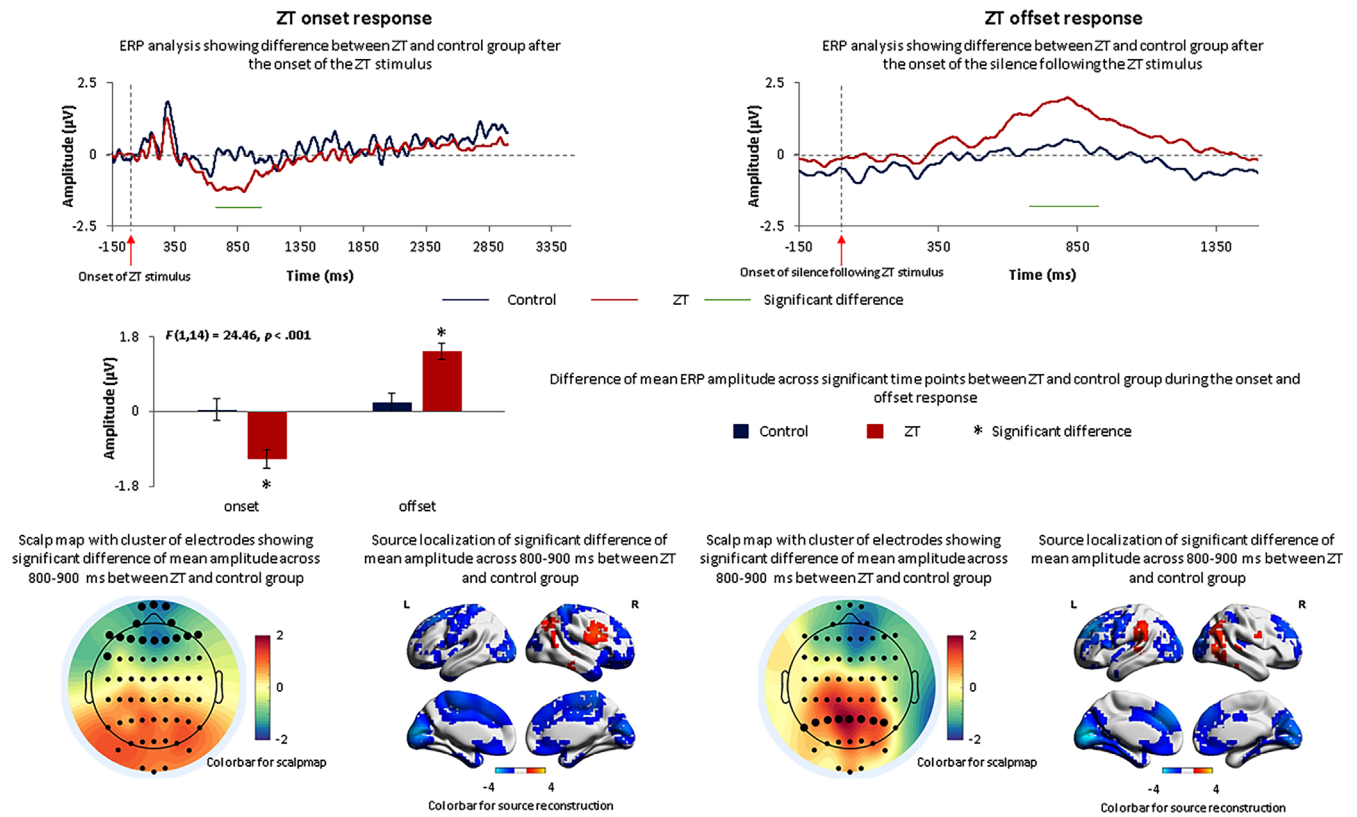 ZT onset response
ERP analysis showing difference between ZT and control group after
the onset of the ZT stimulus
2.5
0
-2.5
Amplitude (µV)
-150 350 850 1350 1850 2350 2850 3350
Onset of ZT stimulus
Time (ms)
ZT offset response
ERP analysis showing difference between ZT and control group after
the onset of the silence following the ZT stimulus
2.5
0
-2.5
Amplitude (µV)
-150 350 850 1350
Onset of silence following ZT stimulus
Time (ms)
Control ZT Significant difference
F(1,14) = 24.46, p < .001
1.8
0
-1.8
Amplitude (µV)
*
*
onset offset
Difference of mean ERP amplitude across significant time points between ZT and control group during the onset and
offset response
Control ZT * Significant difference
Scalp map with cluster of electrodes showing
significant difference of mean amplitude across
800-900 ms between ZT and control group
2
0
-2
Colorbar for scalpmap
Source localization of significant difference of
mean amplitude across 800-900 ms between ZT
and control group
L R
-4 4
Colorbar for source reconstruction
Scalp map with cluster of electrodes showing
significant difference of mean amplitude across
800-900 ms between ZT and control group
2
0
-2
Colorbar for scalpmap
Source localization of significant difference of
mean amplitude across 800-900 ms between ZT
and control group
L R
-4 4
Colorbar for source reconstruction